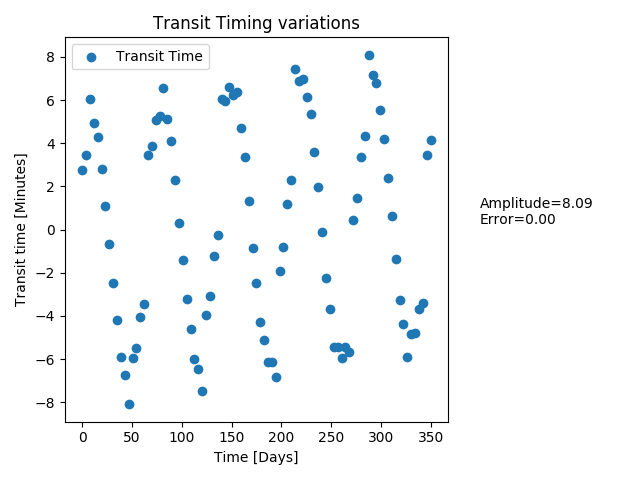 Transit Timing variations
Transit Time
Transit time [Minutes]
8
6
4
2
0
−2
−4
−6
−8
0 50 100 150 200 250 300 350
Time [Days]
Amplitude=8.09
Error=0.00